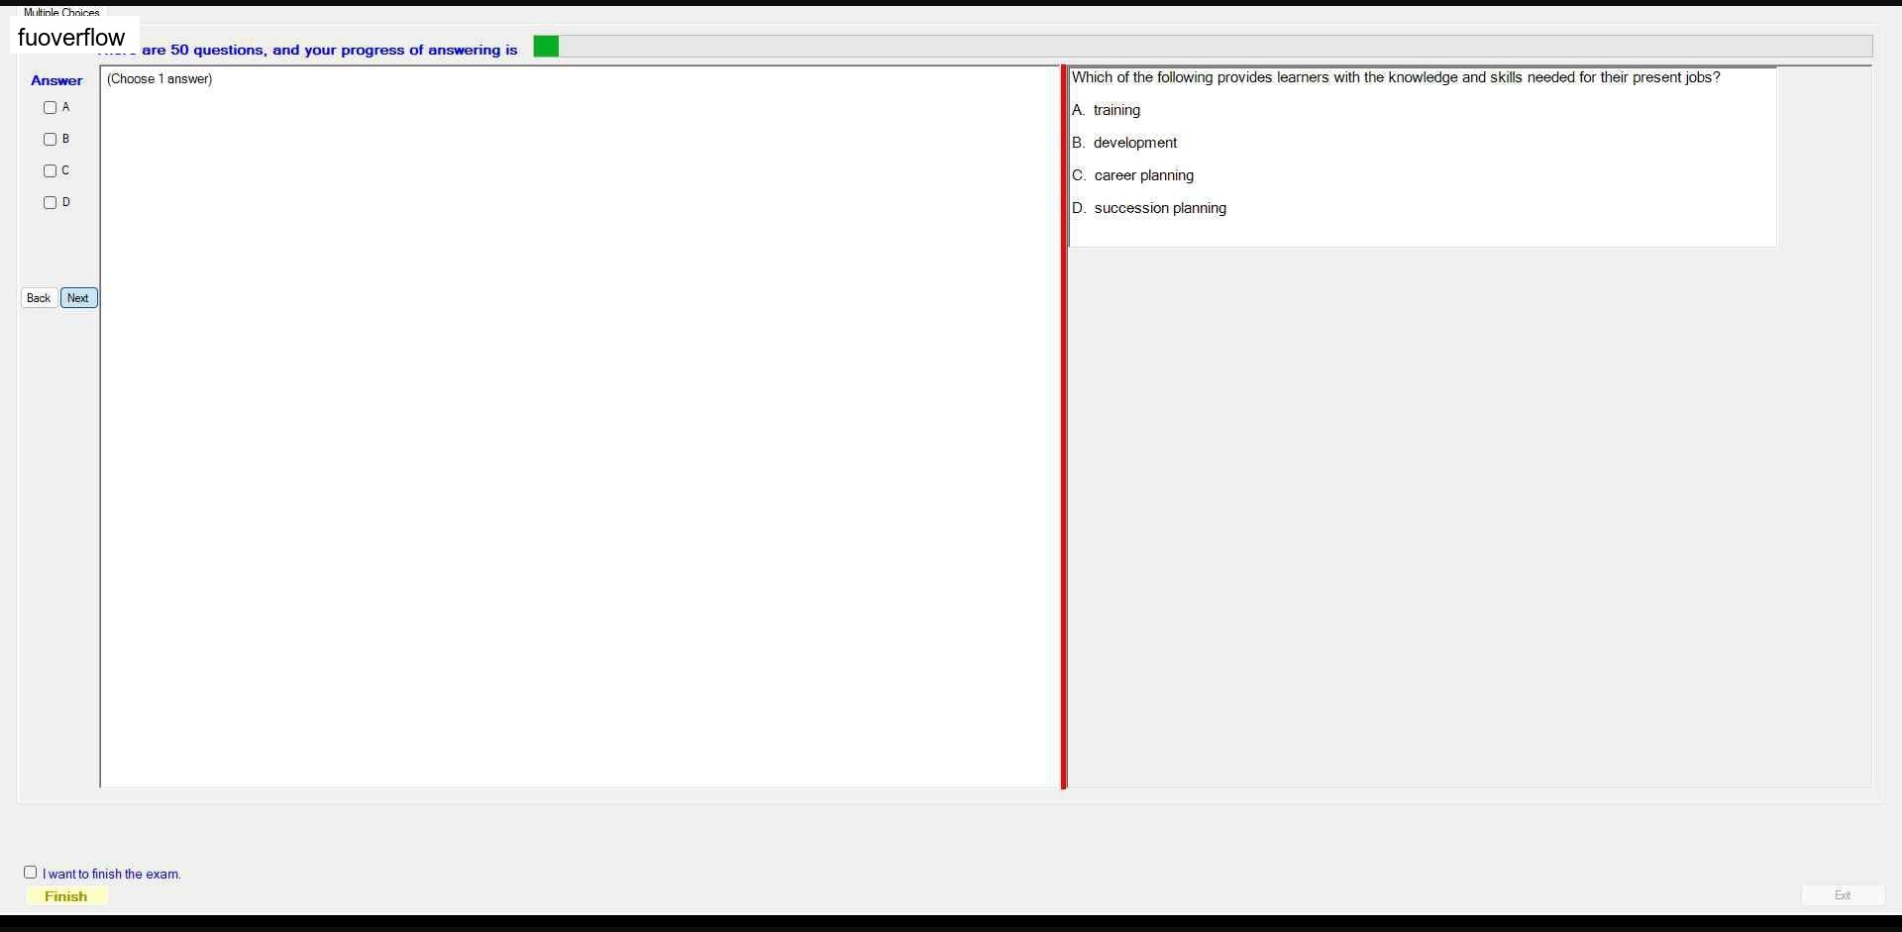 Multiple Choices
fuoverflow
are 50 questions, and your progress of answering is
Answer
(Choose 1 answer)
A
B
C
D
Back Next
Which of the following provides learners with the knowledge and skills needed for their present jobs?
A. training
B. development
C. career planning
D. succession planning
I want to finish the exam.
Finish
Exit